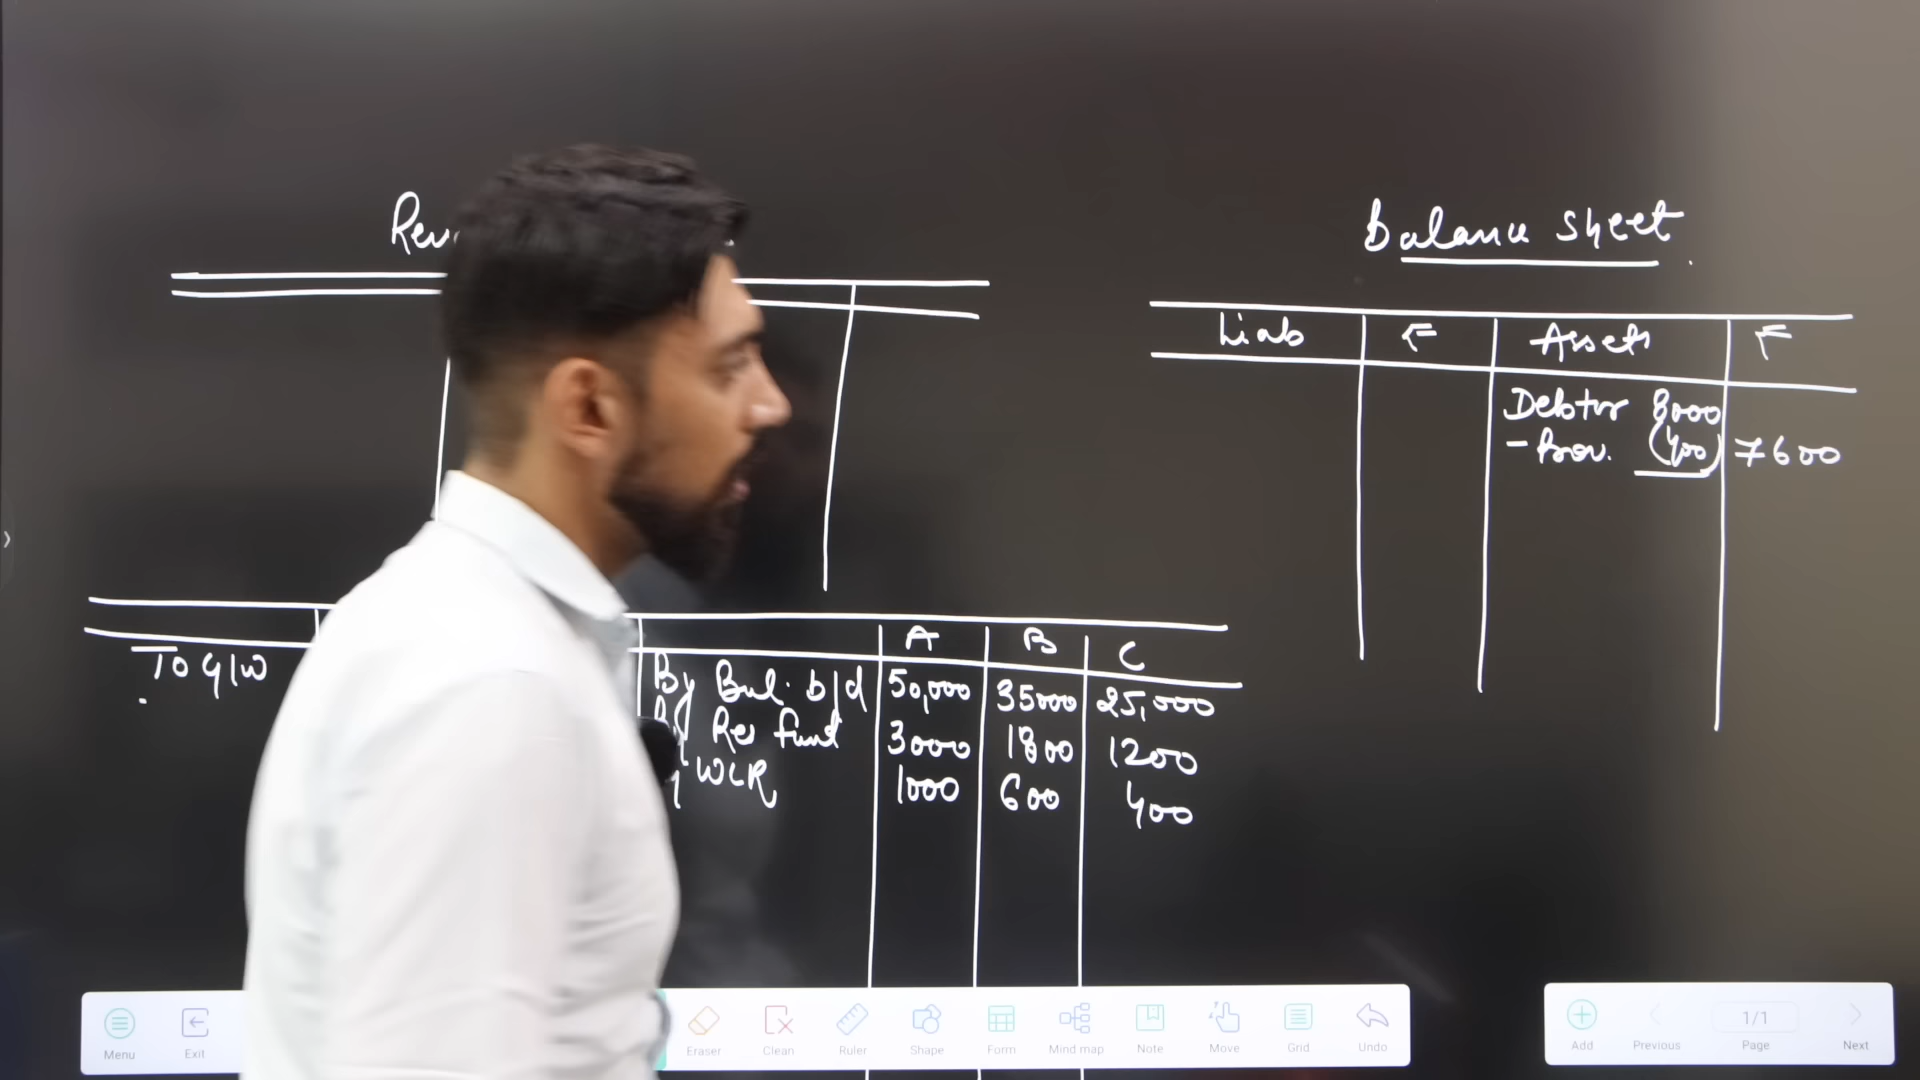 Balance Sheet
Liab ₹ Assets ₹
Debtor 8000
- Prov. (400) 7600
A B C
To G/W By Bal. b/d 50,000 35000 25,000
By Res fund 3000 1800 1200
WCR 1000 600 400
Menu Exit Eraser Clean Ruler Shape Form Mind map Note Move Grid Undo
Add Previous 1/1 Page Next